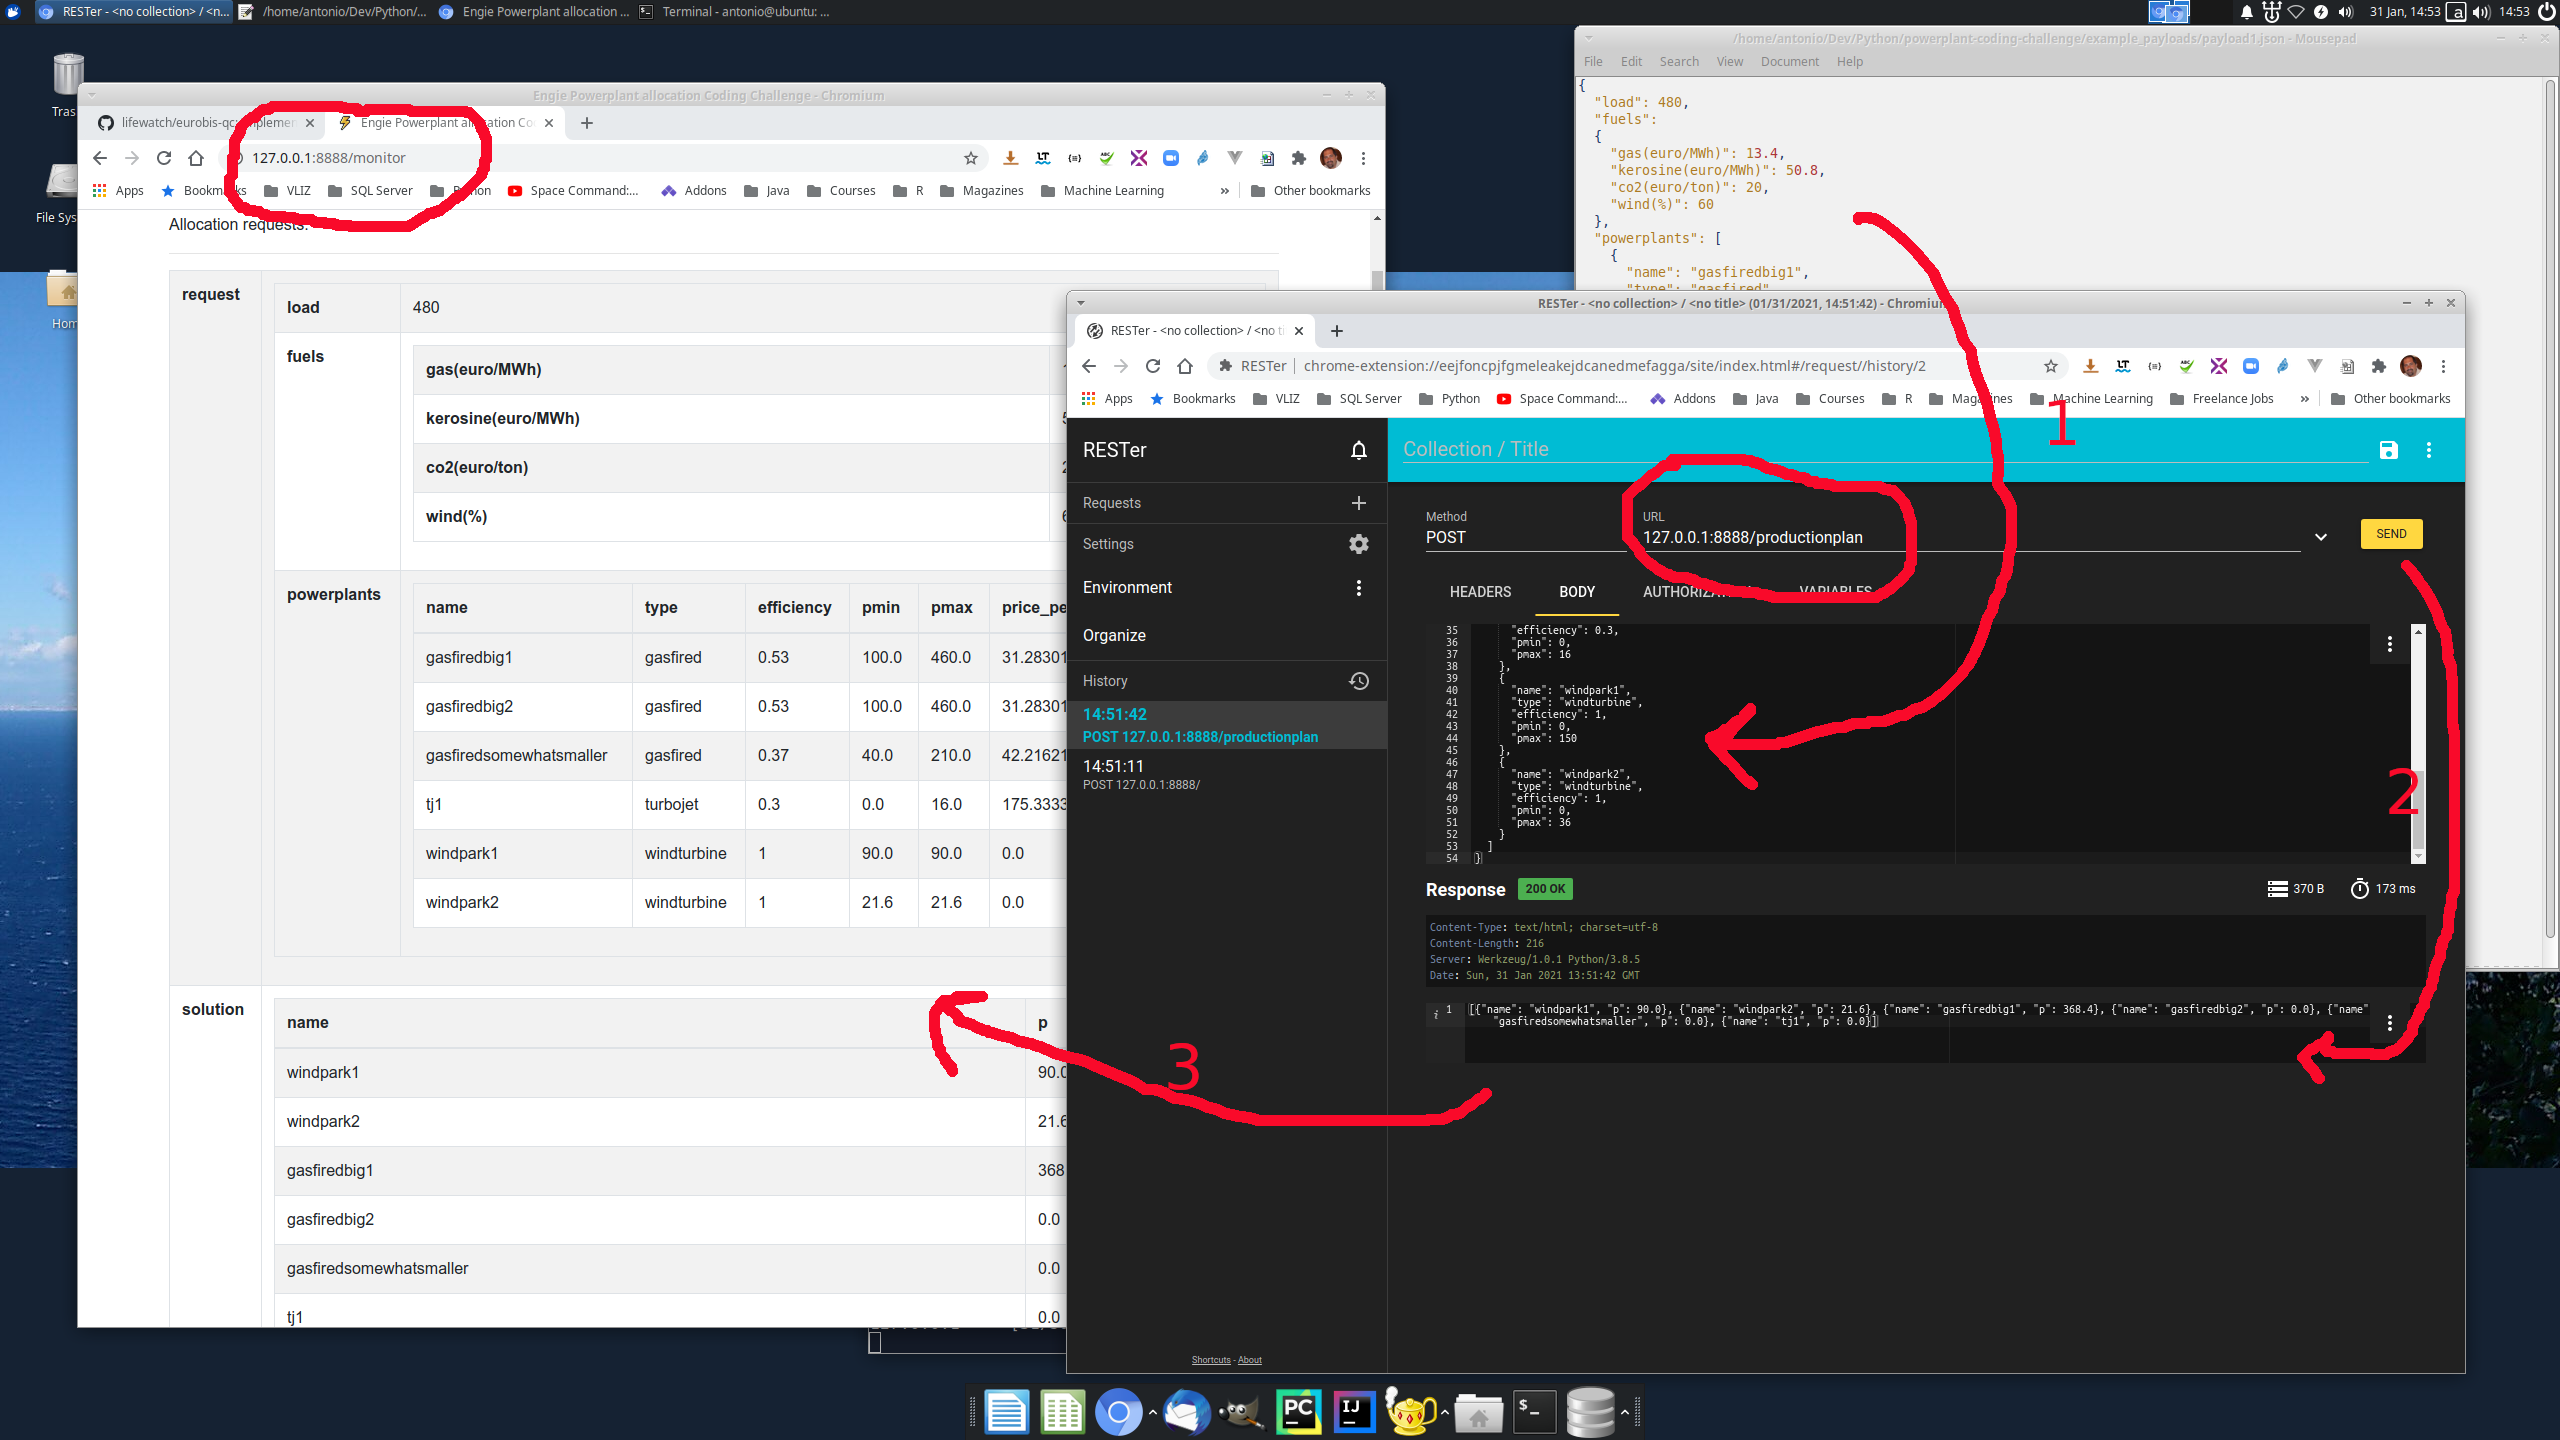 RESTer - <no collection> / <n...
/home/antonio/Dev/Python/...
Engie Powerplant allocation ...
Terminal - antonio@ubuntu: ...
31 Jan, 14:53
a
14:53
File Sys
Engie Powerplant allocation Coding Challenge - Chromium
lifewatch/eurobis-qc:
Engie Powerplant allocation Co
127.0.0.1:8888/monitor
Apps
Bookmarks
VLIZ
SQL Server
Python
Space Command:...
Addons
Java
Courses
R
Magazines
Machine Learning
»
Other bookmarks
Allocation requests:
request
load 480
fuels
gas(euro/MWh)
kerosine(euro/MWh)
co2(euro/ton)
wind(%)
powerplants
name type efficiency pmin pmax price_pe
gasfiredbig1 gasfired 0.53 100.0 460.0 31.28301
gasfiredbig2 gasfired 0.53 100.0 460.0 31.28301
gasfiredsomewhatsmaller gasfired 0.37 40.0 210.0 42.21621
tj1 turbojet 0.3 0.0 16.0 175.3333
windpark1 windturbine 1 90.0 90.0 0.0
windpark2 windturbine 1 21.6 21.6 0.0
solution
name p
windpark1 90.0
windpark2 21.6
gasfiredbig1 368
gasfiredbig2 0.0
gasfiredsomewhatsmaller 0.0
tj1 0.0
/home/antonio/Dev/Python/powerplant-coding-challenge/example_payloads/payload1.json - Mousepad
File Edit Search View Document Help
{
"load": 480,
"fuels":
{
"gas(euro/MWh)": 13.4,
"kerosine(euro/MWh)": 50.8,
"co2(euro/ton)": 20,
"wind(%)": 60
},
"powerplants": [
{
"name": "gasfiredbig1",
"type": "gasfired",
RESTer - <no collection> / <no title> (01/31/2021, 14:51:42) - Chromium
RESTer - <no collection> / <no ti
RESTer
chrome-extension://eejfoncpjfgmeleakejdcanedmefagga/site/index.html#/request//history/2
Apps
Bookmarks
VLIZ
SQL Server
Python
Space Command:...
Addons
Java
Courses
R
Magazines
Machine Learning
Freelance Jobs
»
Other bookmarks
RESTer
Requests
Settings
Environment
Organize
History
14:51:42
POST 127.0.0.1:8888/productionplan
14:51:11
POST 127.0.0.1:8888/
Shortcuts - About
Collection / Title
1
Method
POST
URL
127.0.0.1:8888/productionplan
SEND
HEADERS BODY AUTHORIZATION VARIABLES
35 "efficiency": 0.3,
36 "pmin": 0,
37 "pmax": 16
38 },
39 {
40 "name": "windpark1",
41 "type": "windturbine",
42 "efficiency": 1,
43 "pmin": 0,
44 "pmax": 150
45 },
46 {
47 "name": "windpark2",
48 "type": "windturbine",
49 "efficiency": 1,
50 "pmin": 0,
51 "pmax": 36
52 }
53 ]
54 }
2
Response 200 OK 370 B 173 ms
Content-Type: text/html; charset=utf-8
Content-Length: 216
Server: Werkzeug/1.0.1 Python/3.8.5
Date: Sun, 31 Jan 2021 13:51:42 GMT
i 1 [{"name": "windpark1", "p": 90.0}, {"name": "windpark2", "p": 21.6}, {"name": "gasfiredbig1", "p": 368.4}, {"name": "gasfiredbig2", "p": 0.0}, {"name":
"gasfiredsomewhatsmaller", "p": 0.0}, {"name": "tj1", "p": 0.0}]
3
PC
IJ
$_